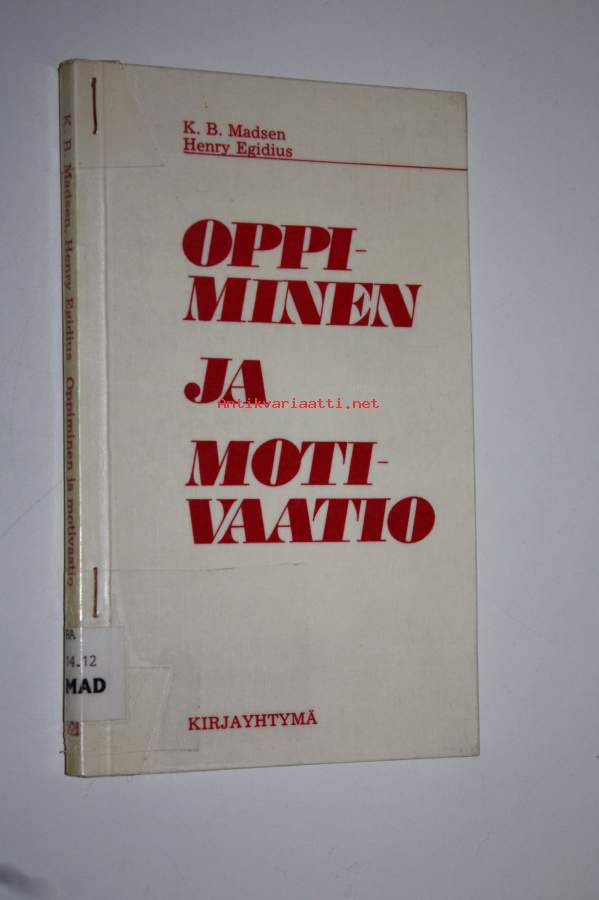 K. B. Madsen
Henry Egidius
OPPI-
MINEN
JA
MOTI-
VAATIO
KIRJAYHTYMÄ
K. B. Madsen, Henry Egidius Oppiminen ja motivaatio
14.12
MAD
Antikvariaatti.net